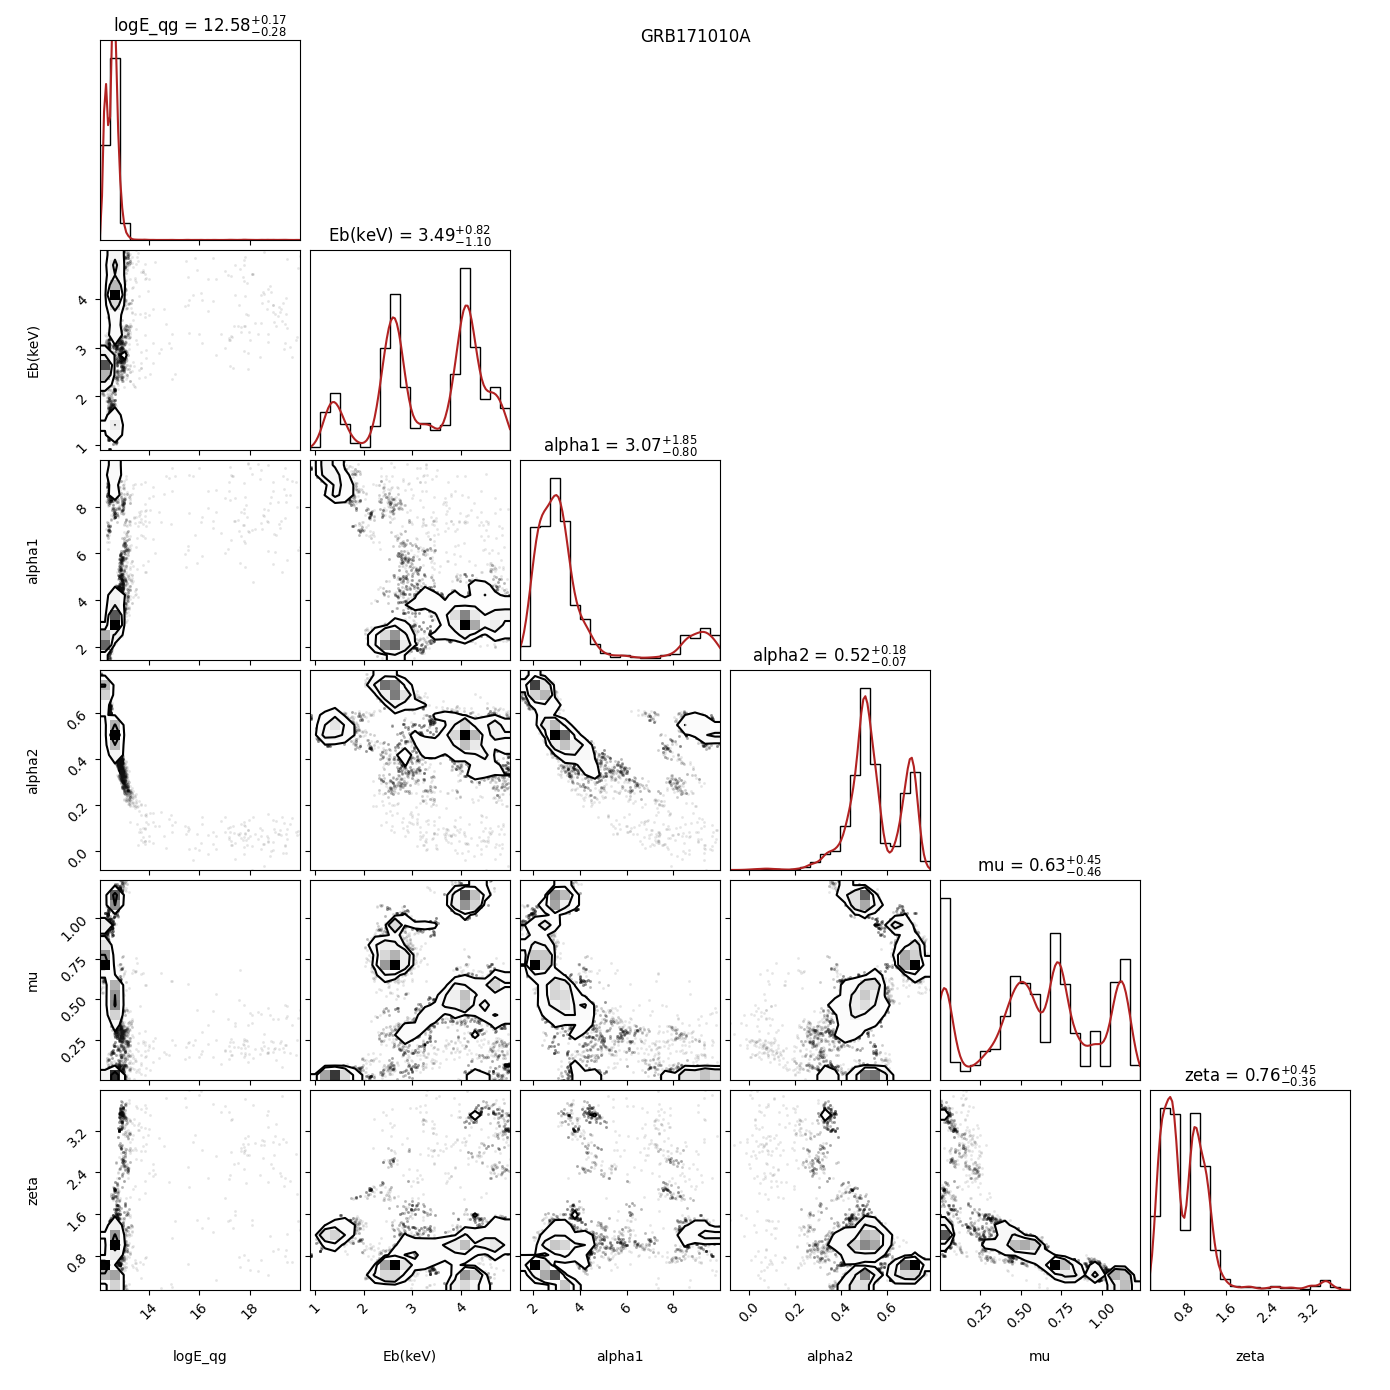 logE_qg = 12.58+0.17−0.28
GRB171010A
Eb(keV) = 3.49+0.82−1.10
4
3
2
1
Eb(keV)
alpha1 = 3.07+1.85−0.80
8
6
4
2
alpha1
alpha2 = 0.52+0.18−0.07
0.6
0.4
0.2
0.0
alpha2
mu = 0.63+0.45−0.46
1.00
0.75
0.50
0.25
mu
zeta = 0.76+0.45−0.36
3.2
2.4
1.6
0.8
zeta
14 16 18 1 2 3 4 2 4 6 8 0.0 0.2 0.4 0.6 0.25 0.50 0.75 1.00 0.8 1.6 2.4 3.2
logE_qg Eb(keV) alpha1 alpha2 mu zeta